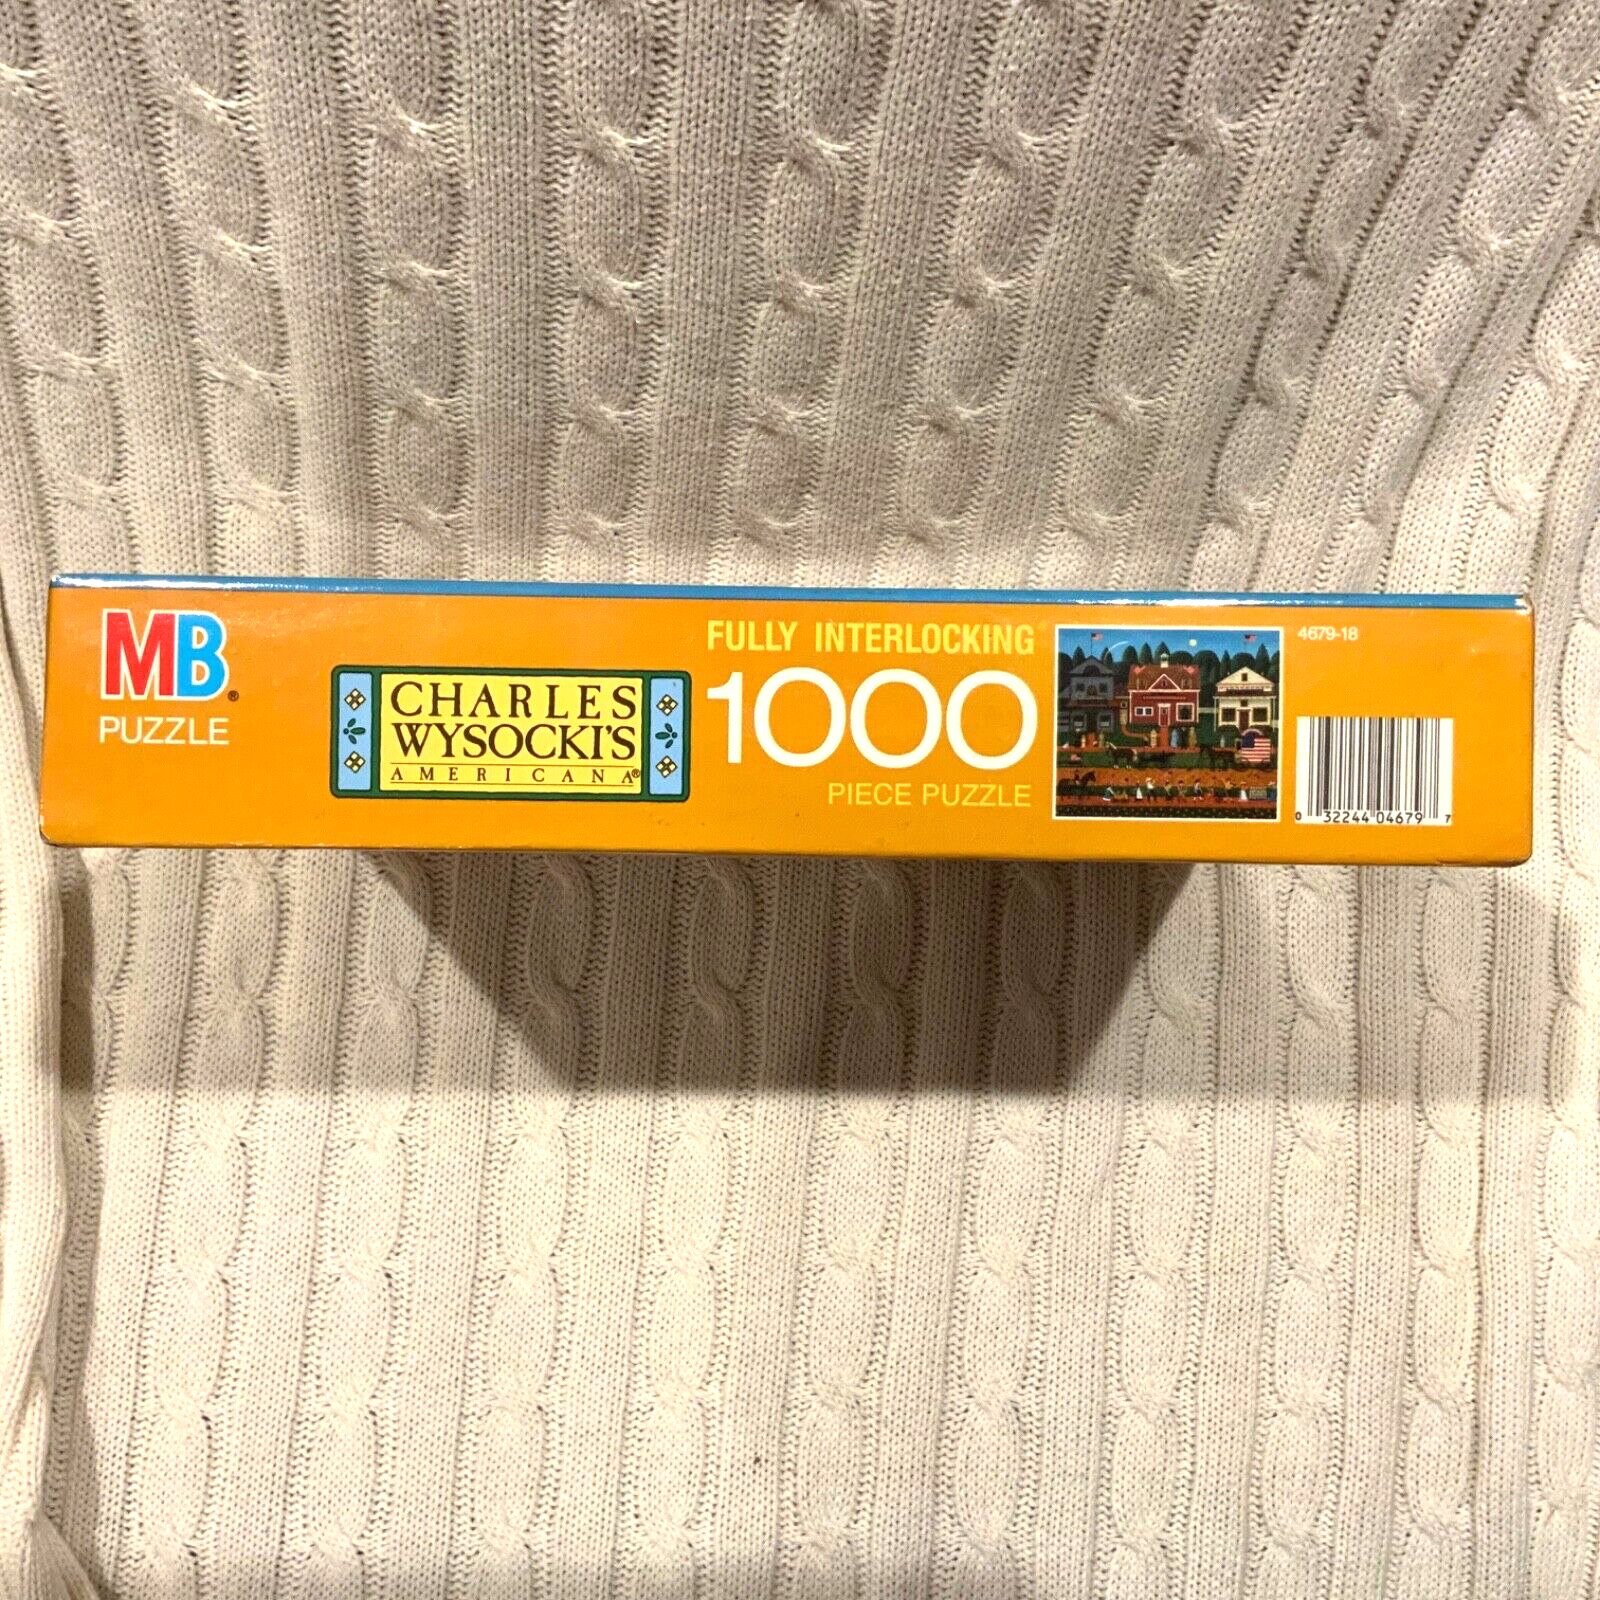 MB®
PUZZLE
CHARLES
WYSOCKI'S
AMERICANA®
FULLY INTERLOCKING
1000
PIECE PUZZLE
4679-18
0 32244 04679 7